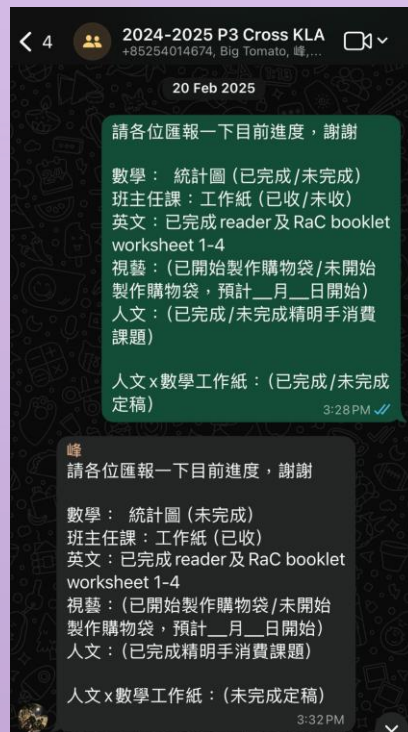 4
2024-2025 P3 Cross KLA
+85254014674, Big Tomato, 峰,...
20 Feb 2025
請各位匯報一下目前進度，謝謝
數學： 統計圖 (已完成/未完成)
班主任課：工作紙 (已收/未收)
英文：已完成 reader 及 RaC booklet
worksheet 1-4
視藝：(已開始製作購物袋/未開始
製作購物袋，預計__月__日開始)
人文：(已完成/未完成精明手消費
課題)
人文x數學工作紙：(已完成/未完成
定稿)
3:28 PM
峰
請各位匯報一下目前進度，謝謝
數學： 統計圖 (未完成)
班主任課：工作紙 (已收)
英文：已完成 reader 及 RaC booklet
worksheet 1-4
視藝：(已開始製作購物袋/未開始
製作購物袋，預計__月__日開始)
人文：(已完成精明手消費課題)
人文x數學工作紙：(未完成定稿)
3:32 PM